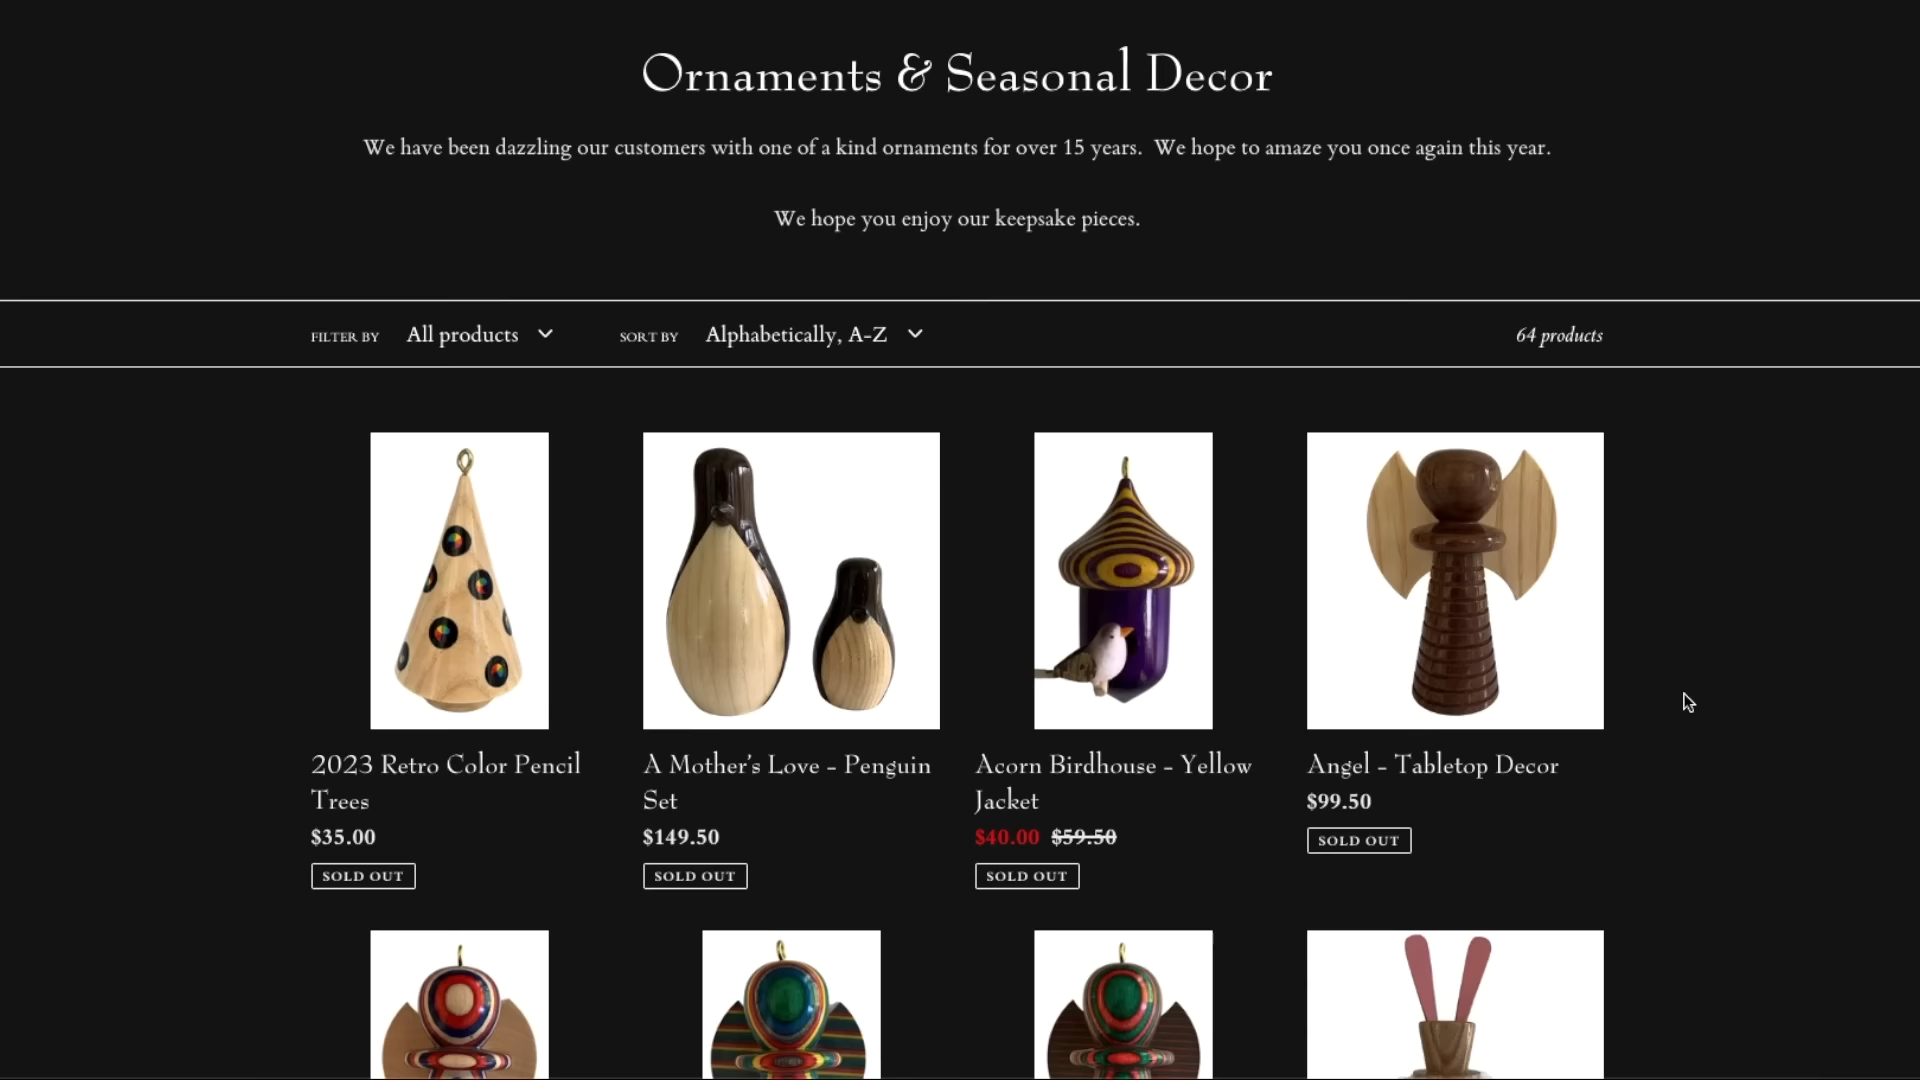 Ornaments & Seasonal Decor
We have been dazzling our customers with one of a kind ornaments for over 15 years.  We hope to amaze you once again this year.
We hope you enjoy our keepsake pieces.
FILTER BY All products SORT BY Alphabetically, A-Z 64 products
2023 Retro Color Pencil
Trees
$35.00
SOLD OUT
A Mother's Love - Penguin
Set
$149.50
SOLD OUT
Acorn Birdhouse - Yellow
Jacket
$40.00 $59.50
SOLD OUT
Angel - Tabletop Decor
$99.50
SOLD OUT